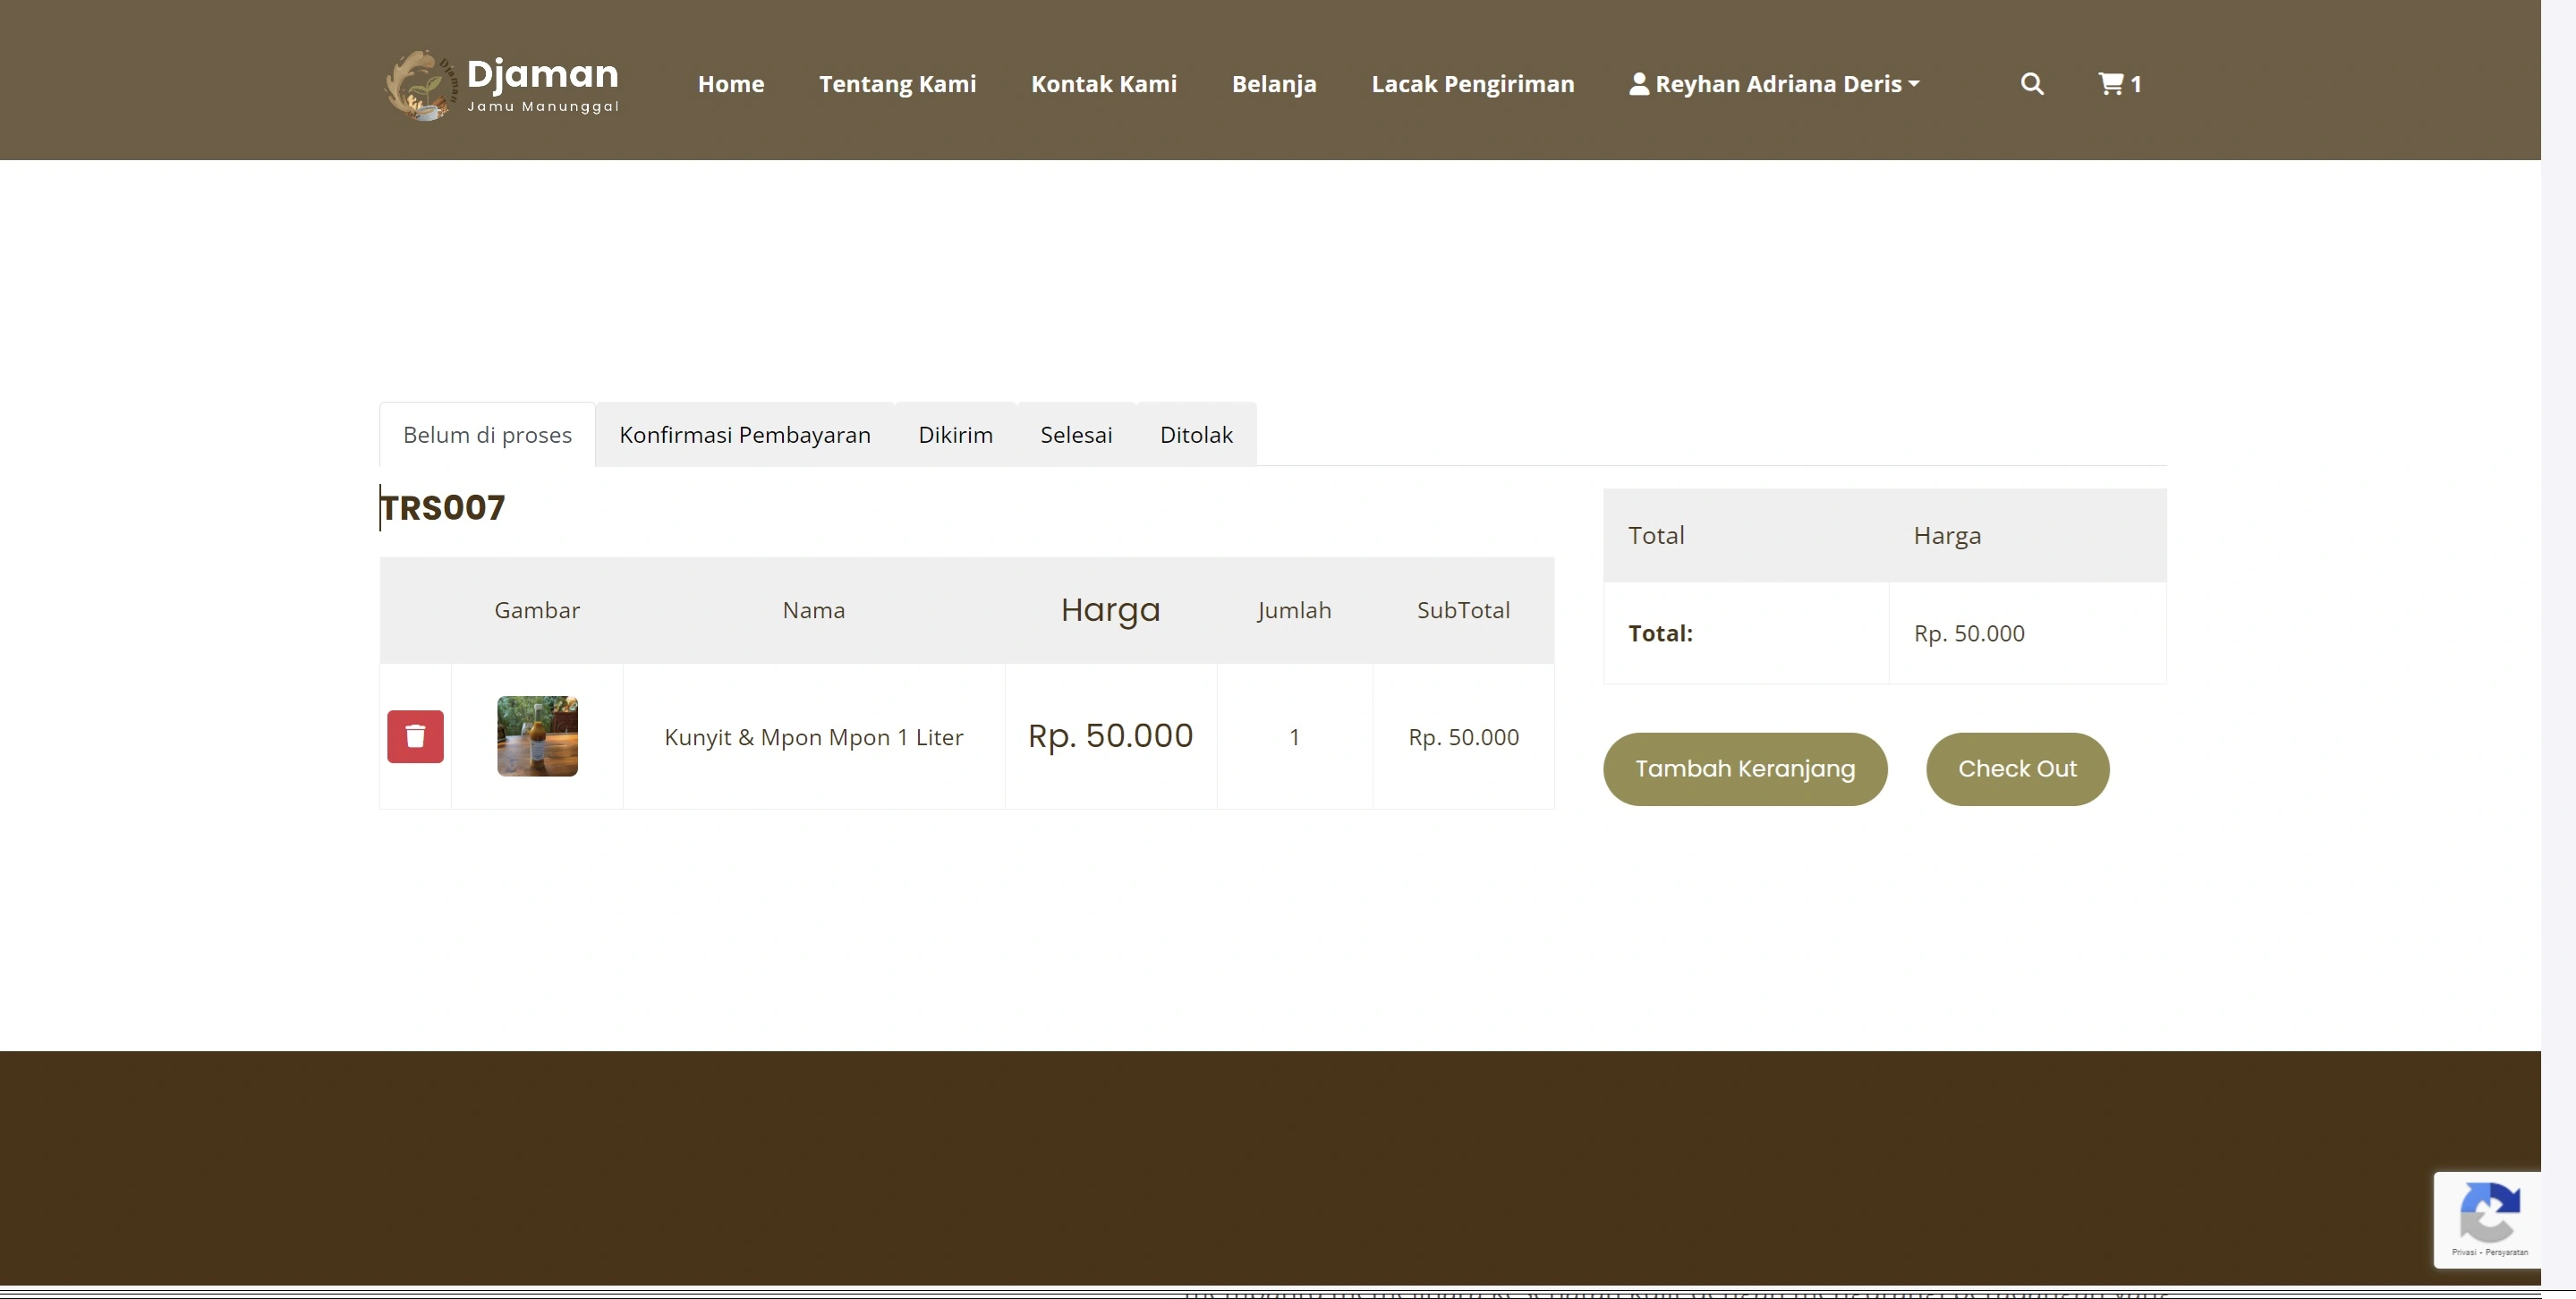 Djaman
Jamu Manunggal
Home Tentang Kami Kontak Kami Belanja Lacak Pengiriman Reyhan Adriana Deris 1
Belum di proses Konfirmasi Pembayaran Dikirim Selesai Ditolak
TRS007
Gambar Nama Harga Jumlah SubTotal
Kunyit & Mpon Mpon 1 Liter Rp. 50.000 1 Rp. 50.000
Total Harga
Total: Rp. 50.000
Tambah Keranjang Check Out
Privasi - Persyaratan